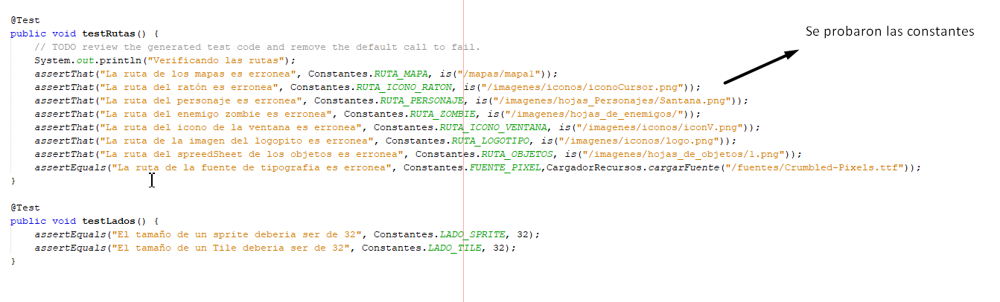 @Test
public void testRutas() {
// TODO review the generated test code and remove the default call to fail.
System.out.println("Verificando las rutas");
assertThat("La ruta de los mapas es erronea", Constantes.RUTA_MAPA, is("/mapas/mapa1"));
assertThat("La ruta del ratón es erronea", Constantes.RUTA_ICONO_RATON, is("/imagenes/iconos/iconoCursor.png"));
assertThat("La ruta del personaje es erronea", Constantes.RUTA_PERSONAJE, is("/imagenes/hojas_Personajes/Santana.png"));
assertThat("La ruta del enemigo zombie es erronea", Constantes.RUTA_ZOMBIE, is("/imagenes/hojas_de_enemigos/"));
assertThat("La ruta del icono de la ventana es erronea", Constantes.RUTA_ICONO_VENTANA, is("/imagenes/iconos/iconV.png"));
assertThat("La ruta de la imagen del logopito es erronea", Constantes.RUTA_LOGOTIPO, is("/imagenes/iconos/logo.png"));
assertThat("La ruta del spreedSheet de los objetos es erronea", Constantes.RUTA_OBJETOS, is("/imagenes/hojas_de_objetos/1.png"));
assertEquals("La ruta de la fuente de tipografia es erronea", Constantes.FUENTE_PIXEL,CargadorRecursos.cargarFuente("/fuentes/Crumbled-Pixels.ttf"));
}
@Test
public void testLados() {
assertEquals("El tamaño de un sprite deberia ser de 32", Constantes.LADO_SPRITE, 32);
assertEquals("El tamaño de un Tile deberia ser de 32", Constantes.LADO_TILE, 32);
}
Se probaron las constantes